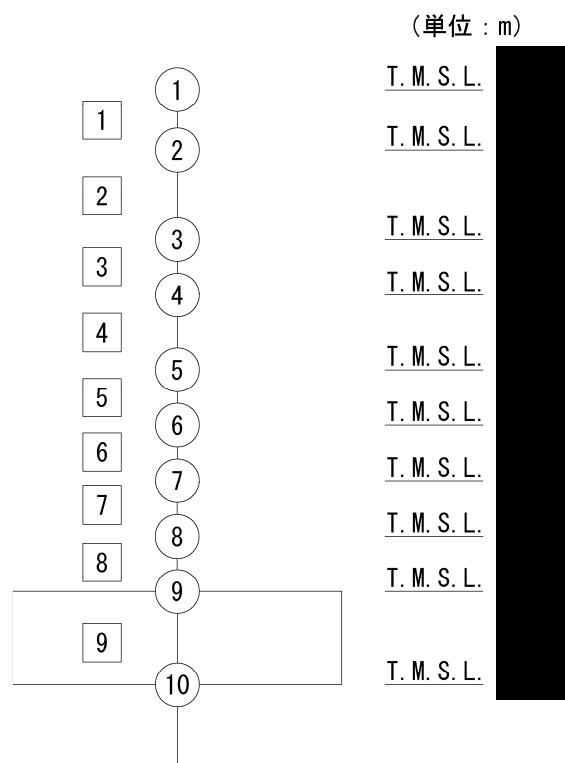 (単位：m)
① T.M.S.L.
1
② T.M.S.L.
2
③ T.M.S.L.
3
④ T.M.S.L.
4
⑤ T.M.S.L.
5
⑥ T.M.S.L.
6
⑦ T.M.S.L.
7
⑧ T.M.S.L.
8
⑨ T.M.S.L.
9
⑩ T.M.S.L.